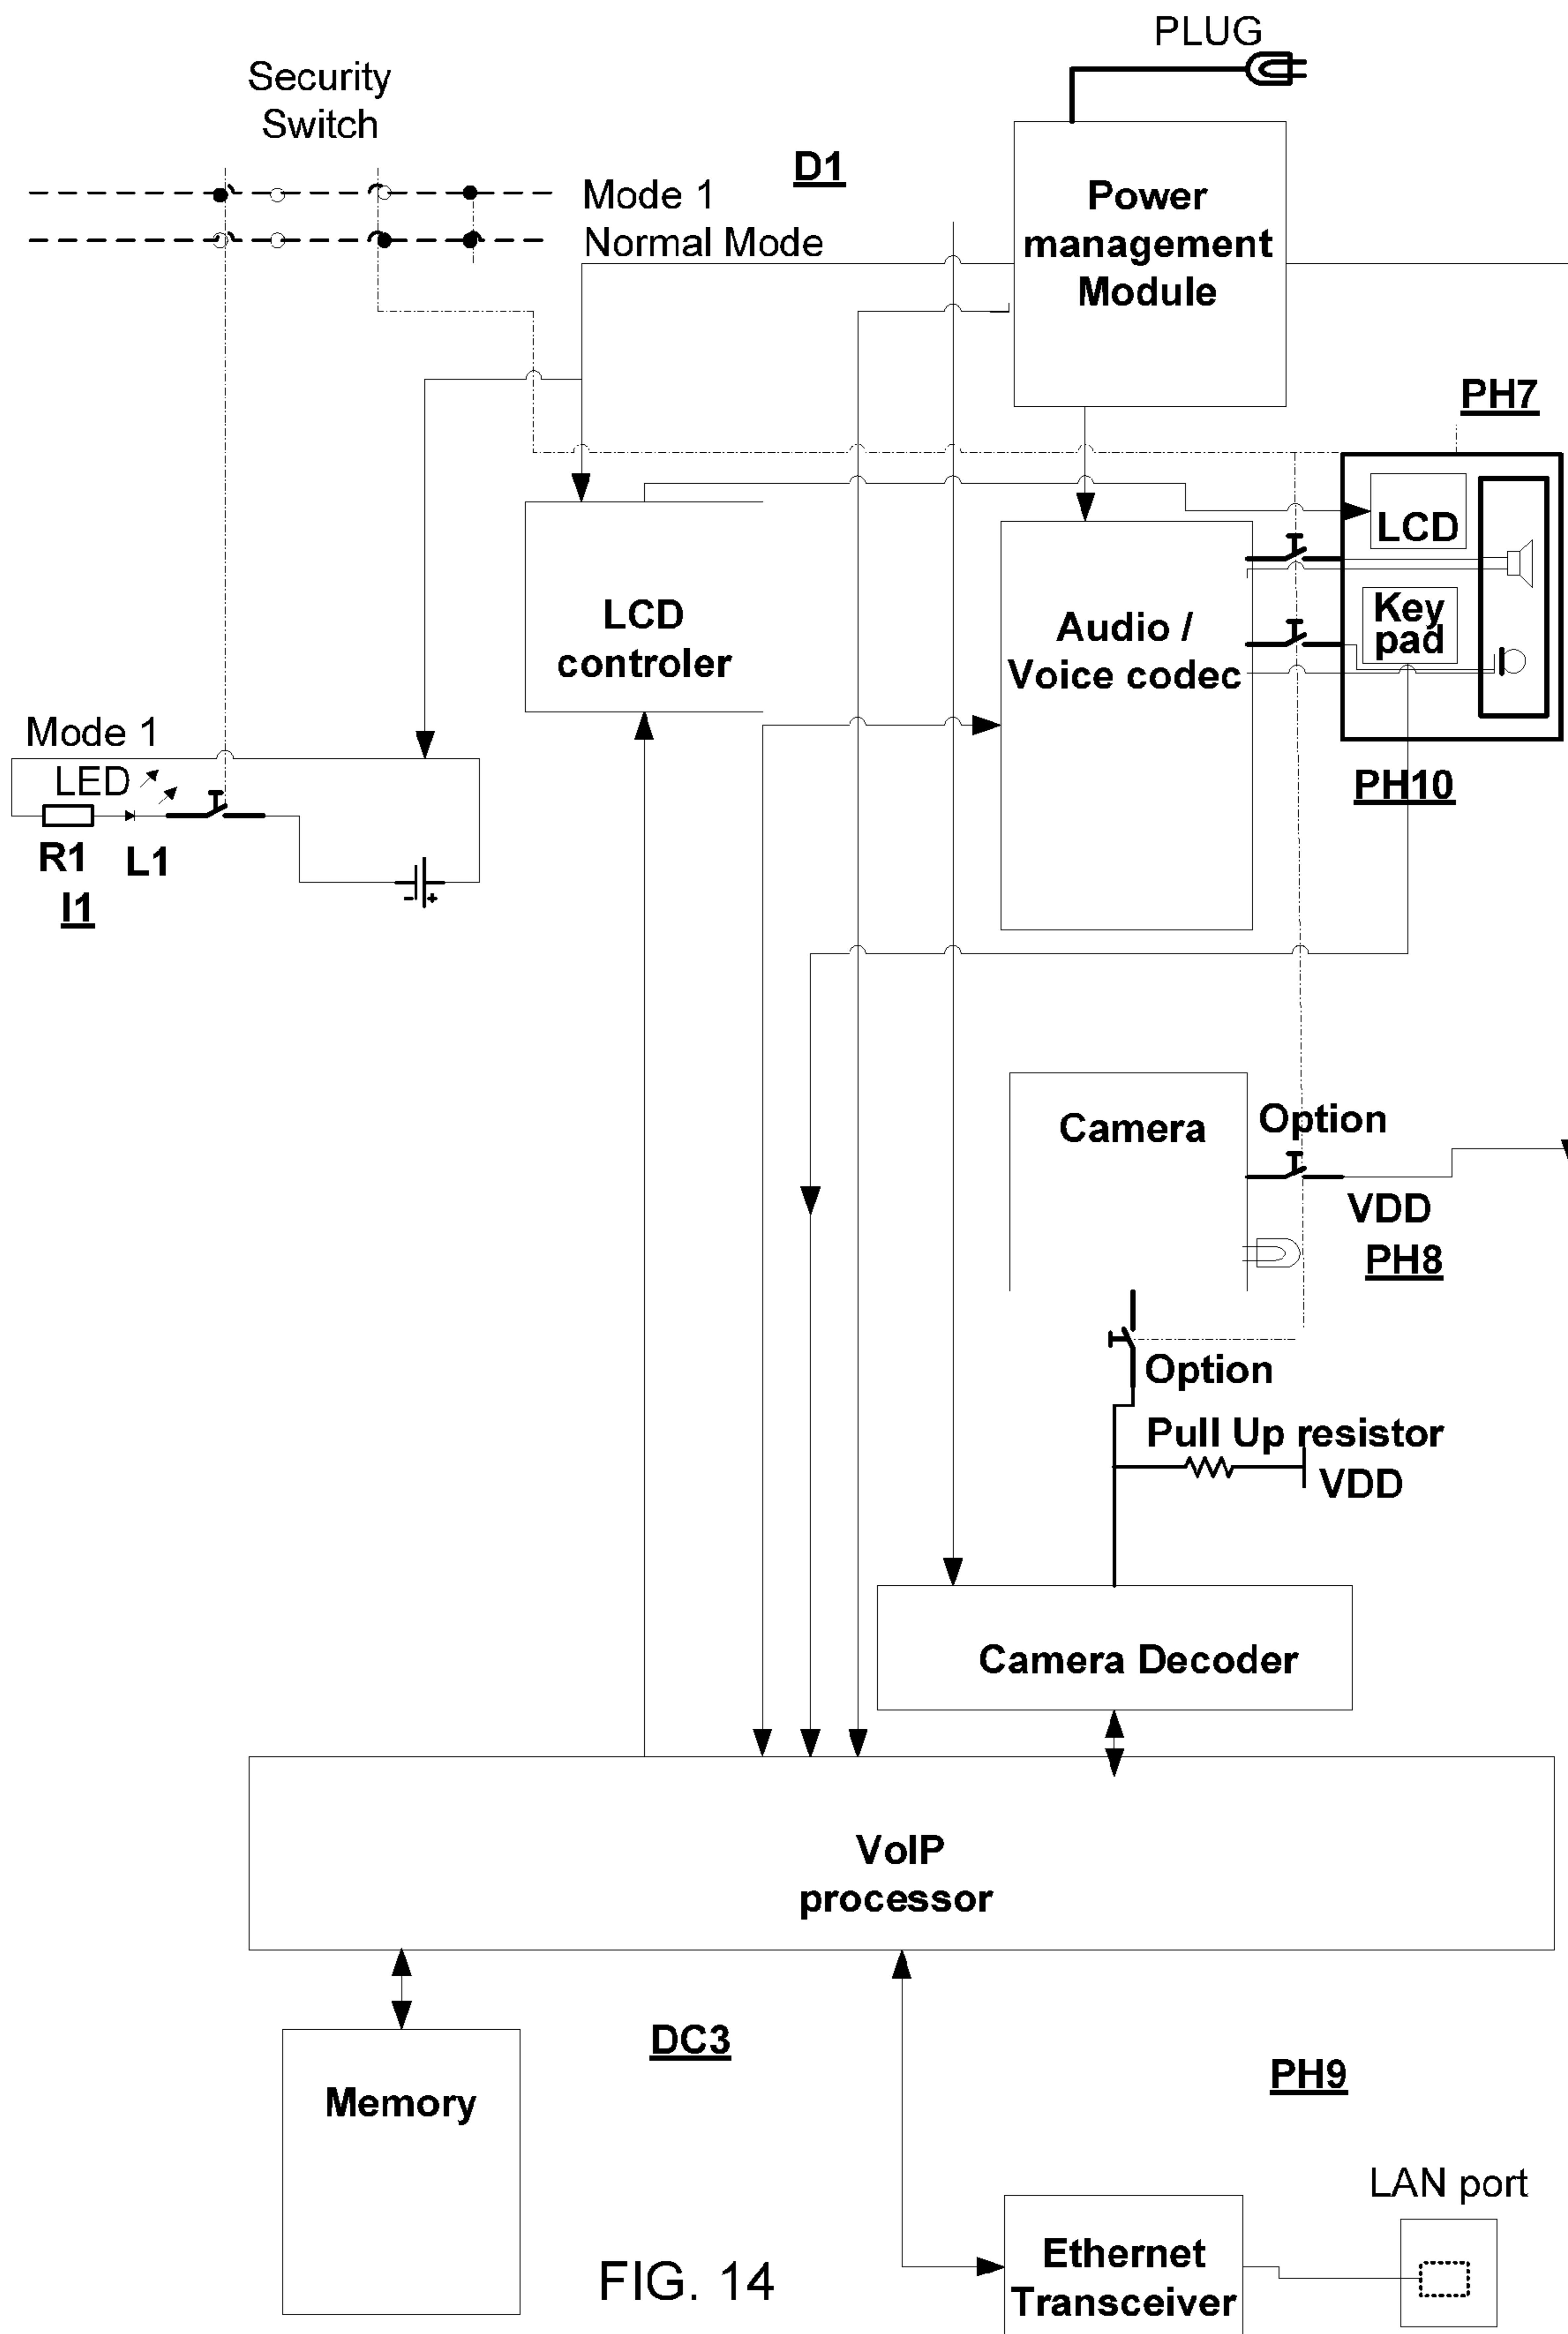 PLUG
Security
Switch
D1
Mode 1
Normal Mode
Power
management
Module
PH7
LCD
Key
pad
LCD
controler
Audio /
Voice codec
Mode 1
LED
R1
L1
I1
- +
PH10
Camera
Option
VDD
PH8
Option
Pull Up resistor
VDD
Camera Decoder
VoIP
processor
DC3
Memory
PH9
LAN port
Ethernet
Transceiver
FIG. 14